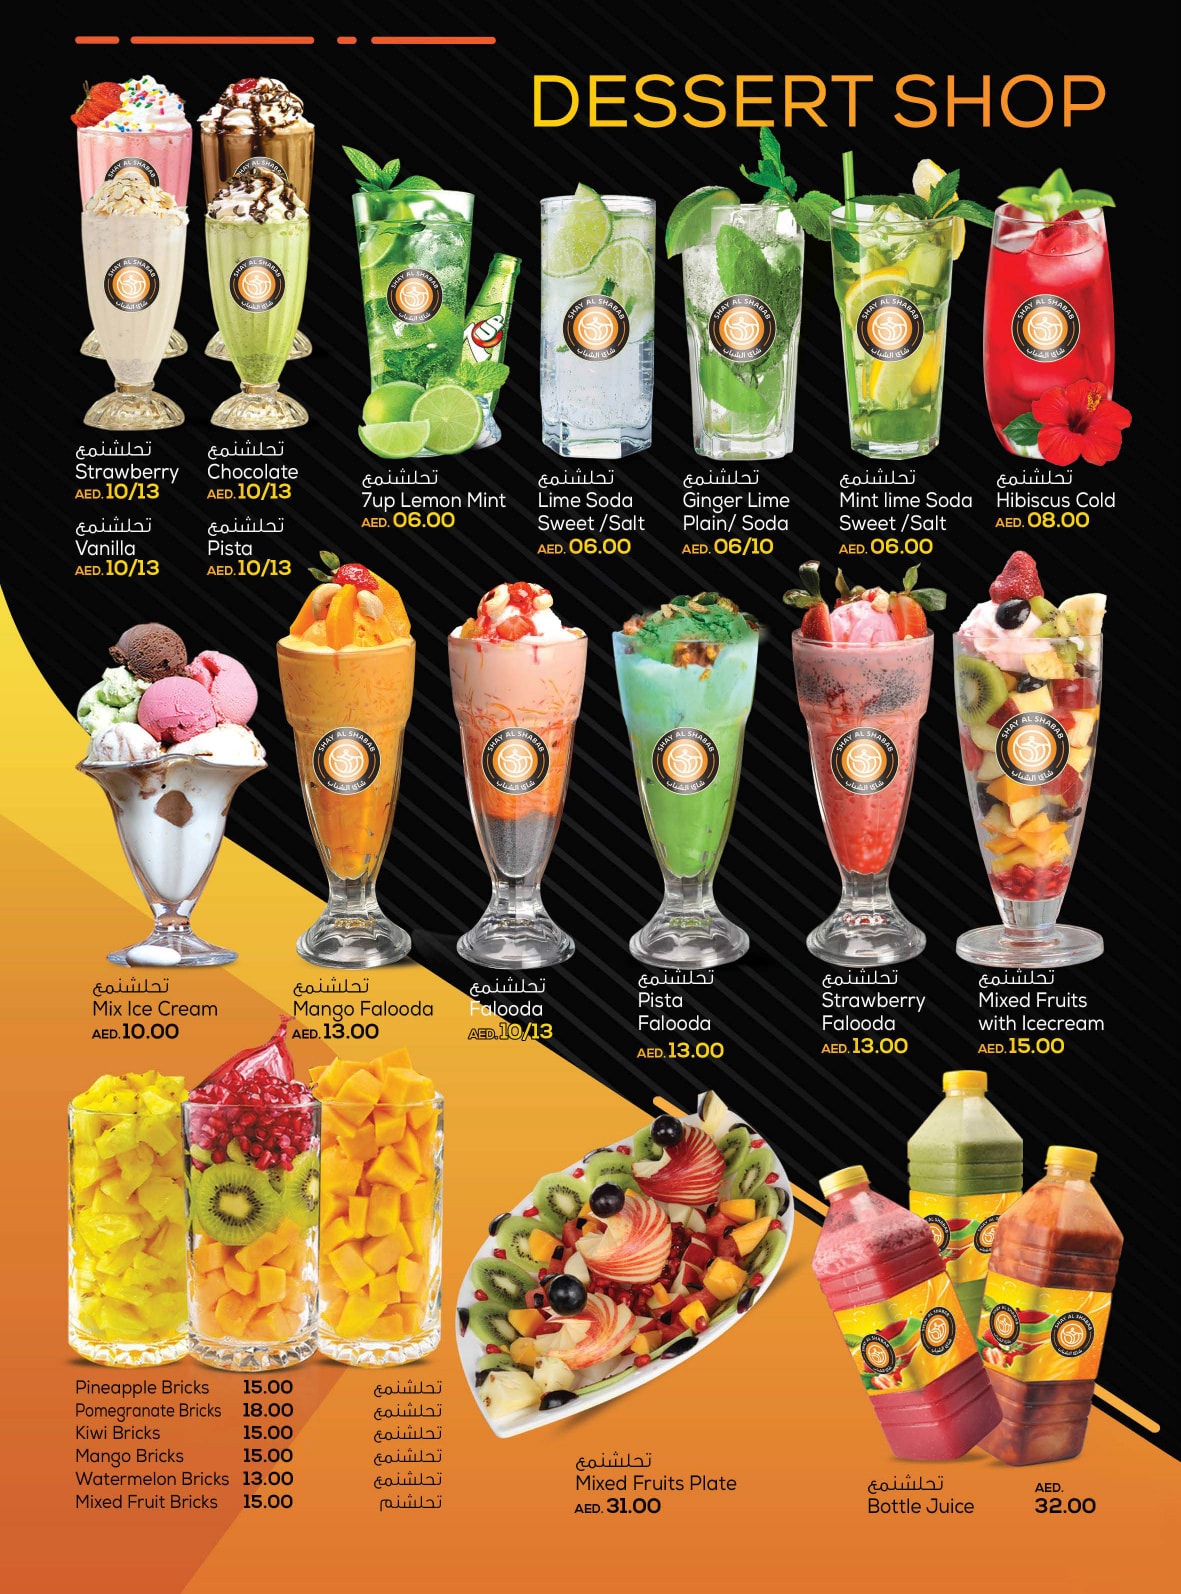 DESSERT SHOP
SHAY AL SHABAB
شاي الشباب
7UP
تحلشنمع
Strawberry
AED. 10/13
تحلشنمع
Chocolate
AED. 10/13
تحلشنمع
Vanilla
AED. 10/13
تحلشنمع
Pista
AED. 10/13
تحلشنمع
7up Lemon Mint
AED. 06.00
تحلشنمع
Lime Soda
Sweet /Salt
AED. 06.00
تحلشنمع
Ginger Lime
Plain/ Soda
AED. 06/10
تحلشنمع
Mint lime Soda
Sweet /Salt
AED. 06.00
تحلشنمع
Hibiscus Cold
AED. 08.00
تحلشنمع
Mix Ice Cream
AED. 10.00
تحلشنمع
Mango Falooda
AED. 13.00
تحلشنمع
Falooda
AED. 10/13
تحلشنمع
Pista
Falooda
AED. 13.00
تحلشنمع
Strawberry
Falooda
AED. 13.00
تحلشنمع
Mixed Fruits
with Icecream
AED. 15.00
Pineapple Bricks 15.00 تحلشنمع
Pomegranate Bricks 18.00 تحلشنمع
Kiwi Bricks 15.00 تحلشنمع
Mango Bricks 15.00 تحلشنمع
Watermelon Bricks 13.00 تحلشنمع
Mixed Fruit Bricks 15.00 تحلشنم
تحلشنمع
Mixed Fruits Plate
AED. 31.00
تحلشنمع
Bottle Juice
AED.
32.00